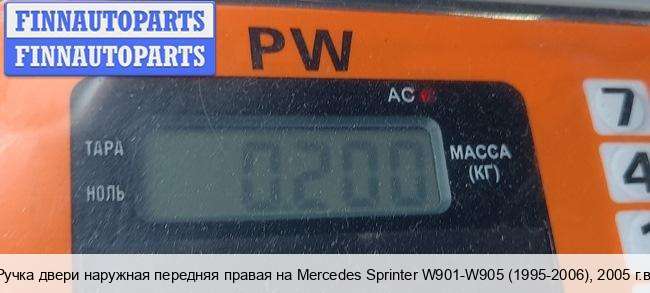 FINNAUTOPARTS
FINNAUTOPARTS
PW
AC
7
ТАРА
0200
МАССА
(КГ)
НОЛЬ
4
Ручка двери наружная передняя правая на Mercedes Sprinter W901-W905 (1995-2006), 2005 г.в